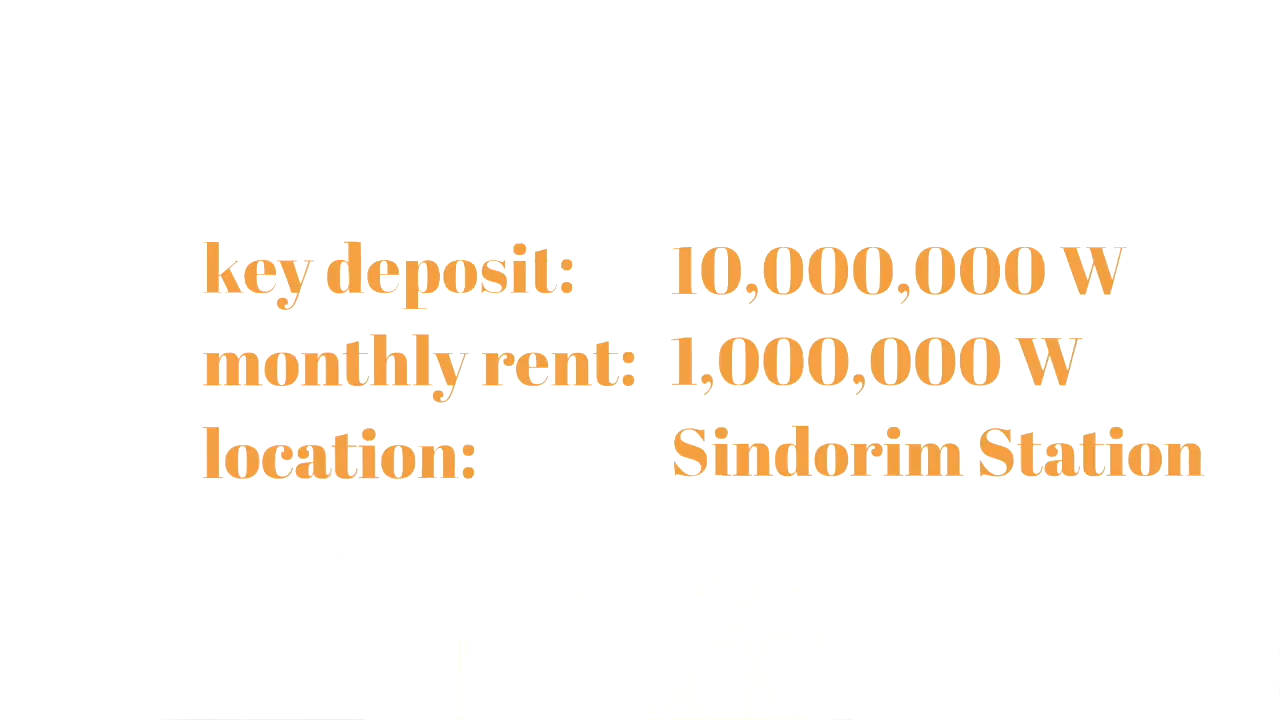 key deposit: 10,000,000 W
monthly rent: 1,000,000 W
location: Sindorim Station